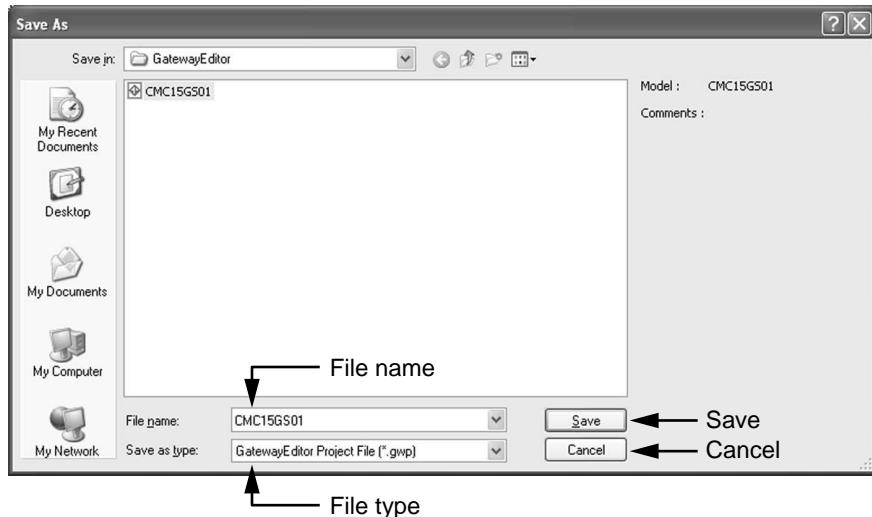 Save As
Save in: GatewayEditor
CMC15GS01
Model : CMC15GS01
Comments :
My Recent
Documents
Desktop
My Documents
My Computer
My Network
File name
File name: CMC15GS01
Save
Save
Save as type: GatewayEditor Project File (*.gwp)
Cancel
Cancel
File type